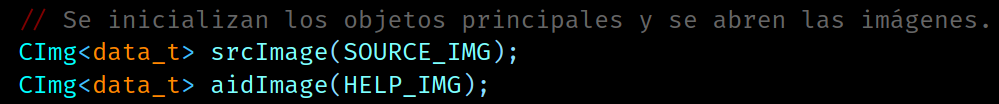 // Se inicializan los objetos principales y se abren las imágenes.
CImg<data_t> srcImage(SOURCE_IMG);
CImg<data_t> aidImage(HELP_IMG);